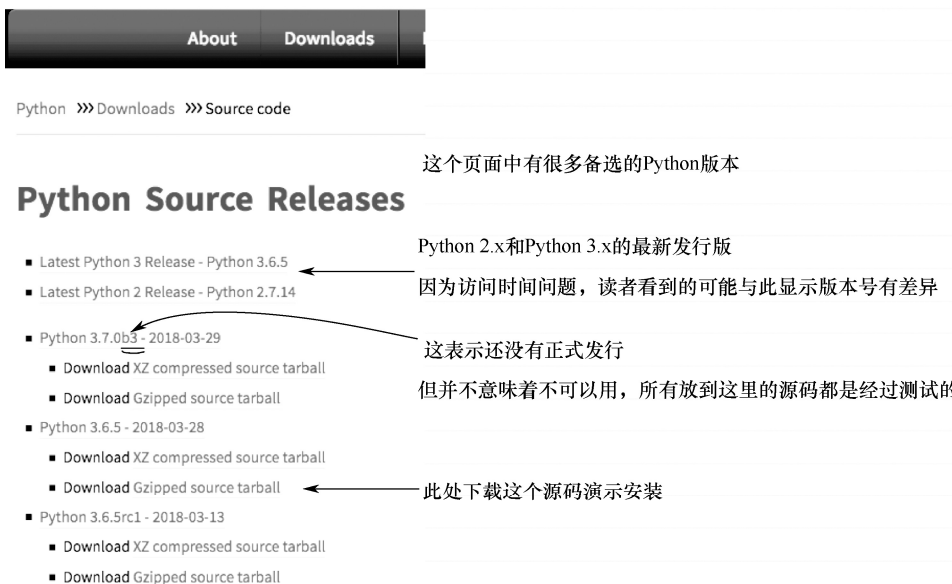 About Downloads
Python >>> Downloads >>> Source code
这个页面中有很多备选的Python版本
Python Source Releases
Python 2.x和Python 3.x的最新发行版
Latest Python 3 Release - Python 3.6.5
因为访问时间问题，读者看到的可能与此显示版本号有差异
Latest Python 2 Release - Python 2.7.14
Python 3.7.0b3 - 2018-03-29
这表示还没有正式发行
Download XZ compressed source tarball
但并不意味着不可以用，所有放到这里的源码都是经过测试的
Download Gzipped source tarball
Python 3.6.5 - 2018-03-28
Download XZ compressed source tarball
Download Gzipped source tarball
此处下载这个源码演示安装
Python 3.6.5rc1 - 2018-03-13
Download XZ compressed source tarball
Download Gzipped source tarball